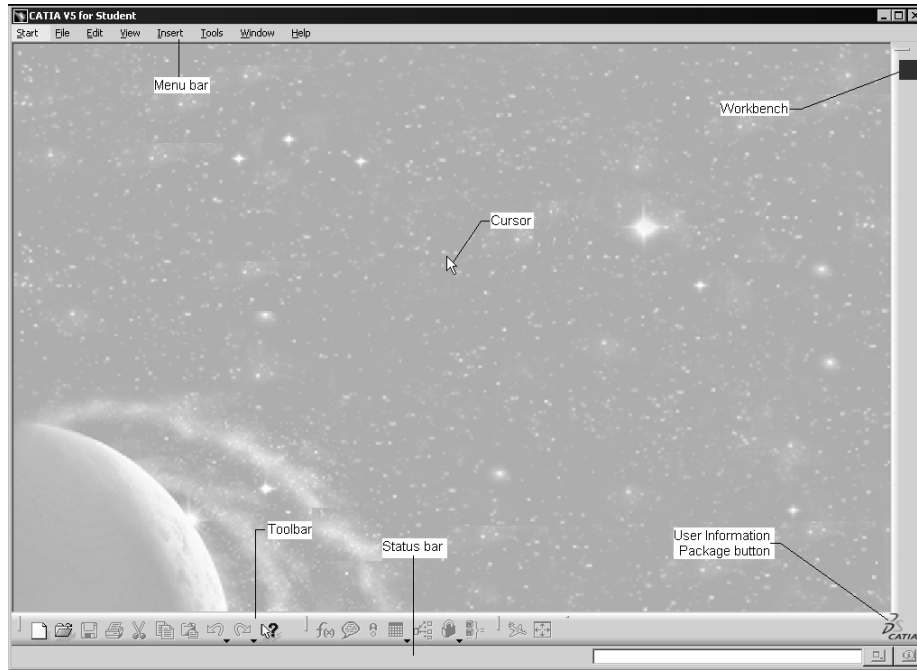 CATIA V5 for Student
Start File Edit View Insert Tools Window Help
Menu bar
Workbench
Cursor
Toolbar
Status bar
User Information
Package button
f(x)
CATIA